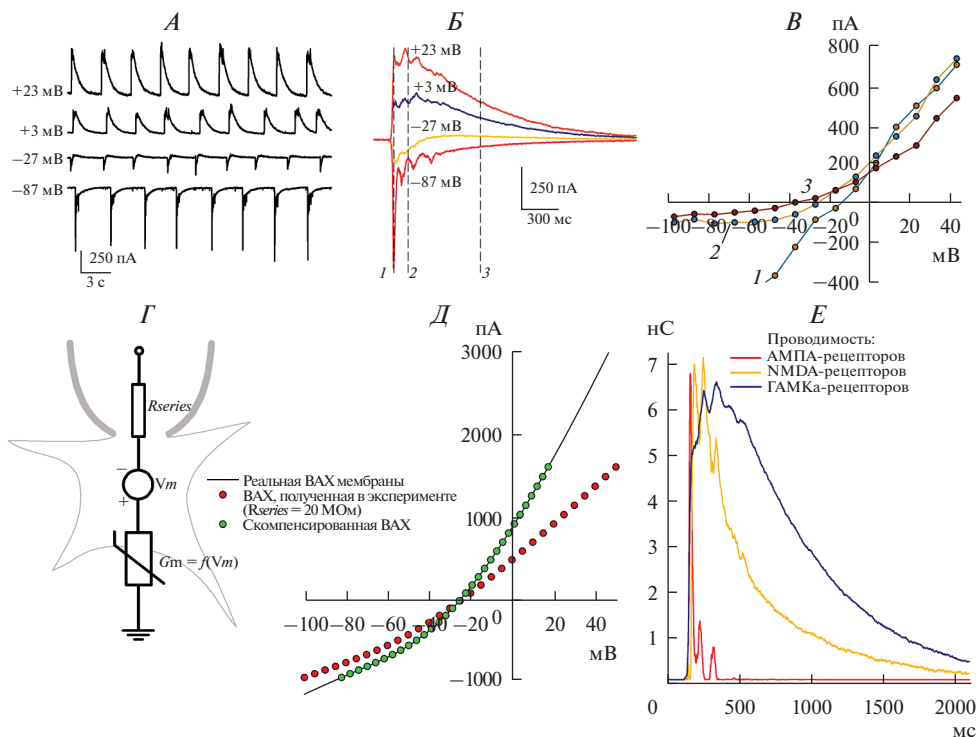 А
+23 мВ
+3 мВ
−27 мВ
−87 мВ
250 пА
3 с
Б
+23 мВ
+3 мВ
−27 мВ
−87 мВ
250 пА
300 мс
1
2
3
В
пА
800
600
400
200
0
−200
−400
−100
−80
−60
−40
−20
0
20
40
мВ
3
2
1
Г
Rseries
−
Vm
+
Gm = f(Vm)
Д
пА
3000
2000
1000
0
−1000
−100
−80
−60
−40
−20
20
40
мВ
Реальная ВАХ мембраны
ВАХ, полученная в эксперименте
(Rseries = 20 МОм)
Скомпенсированная ВАХ
Е
нС
Проводимость:
АМПА-рецепторов
NMDA-рецепторов
ГАМКа-рецепторов
7
6
5
4
3
2
1
0
500
1000
1500
2000
мс